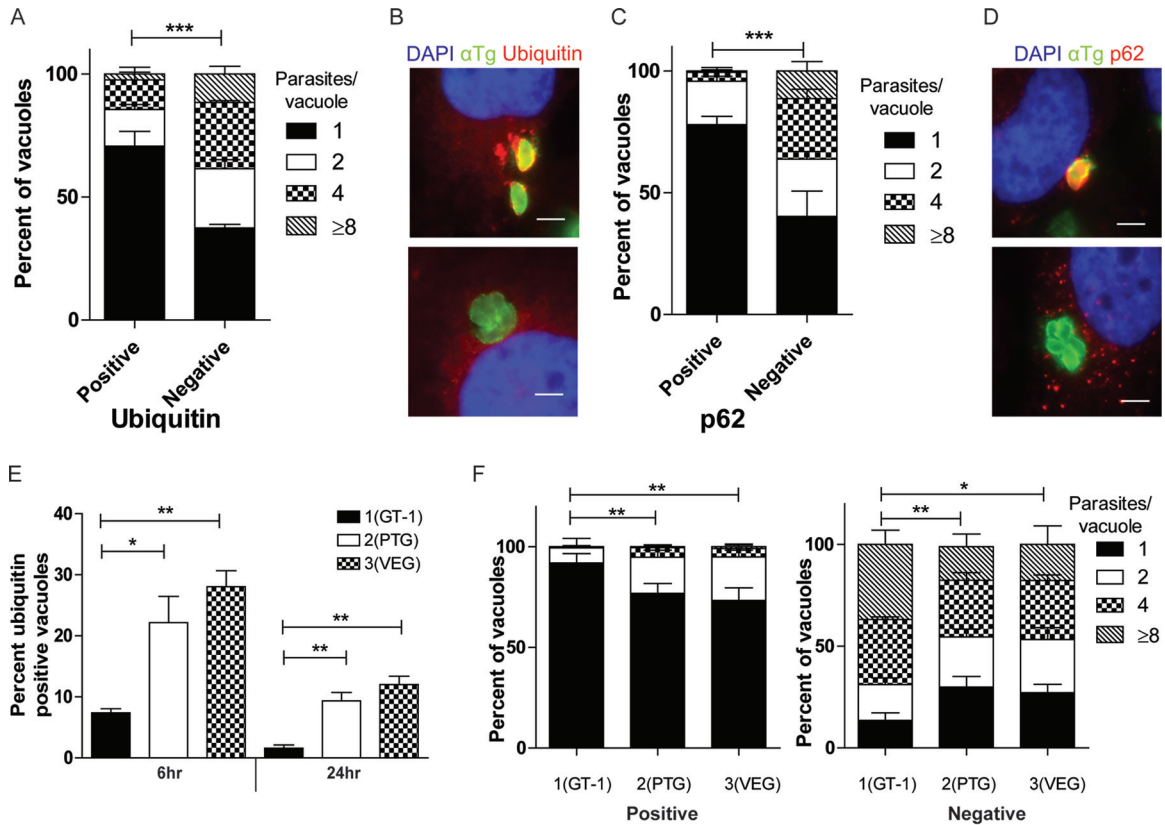 A
***
100
50
0
Percent of vacuoles
Parasites/
vacuole
1
2
4
≥8
Positive
Negative
Ubiquitin
B
DAPI αTg Ubiquitin
C
***
100
50
0
Percent of vacuoles
Parasites/
vacuole
1
2
4
≥8
Positive
Negative
p62
D
DAPI αTg p62
E
40
30
20
10
0
Percent ubiquitin
positive vacuoles
**
*
**
**
1(GT-1)
2(PTG)
3(VEG)
6hr
24hr
F
**
**
100
50
0
Percent of vacuoles
1(GT-1)
2(PTG)
3(VEG)
Positive
*
**
100
50
0
Percent of vacuoles
Parasites/
vacuole
1
2
4
≥8
1(GT-1)
2(PTG)
3(VEG)
Negative